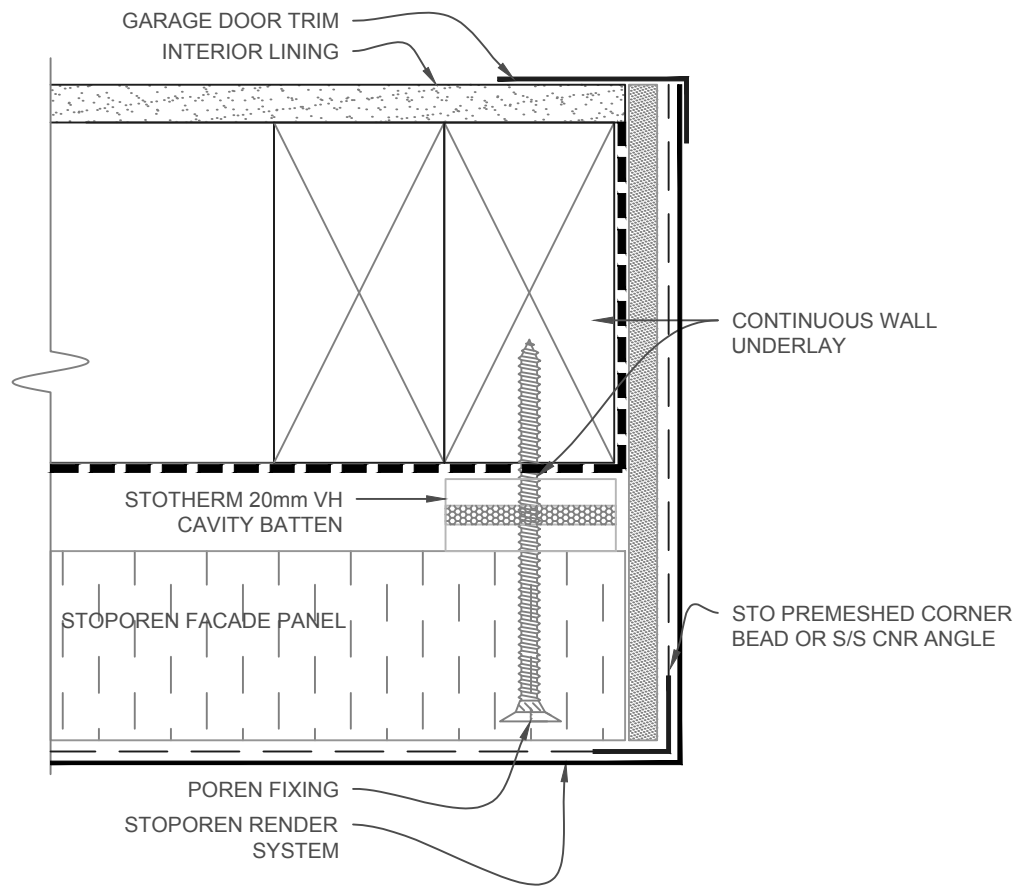 GARAGE DOOR TRIM
INTERIOR LINING
CONTINUOUS WALL
UNDERLAY
STOTHERM 20mm VH
CAVITY BATTEN
STOPOREN FACADE PANEL
STO PREMESHED CORNER
BEAD OR S/S CNR ANGLE
POREN FIXING
STOPOREN RENDER
SYSTEM